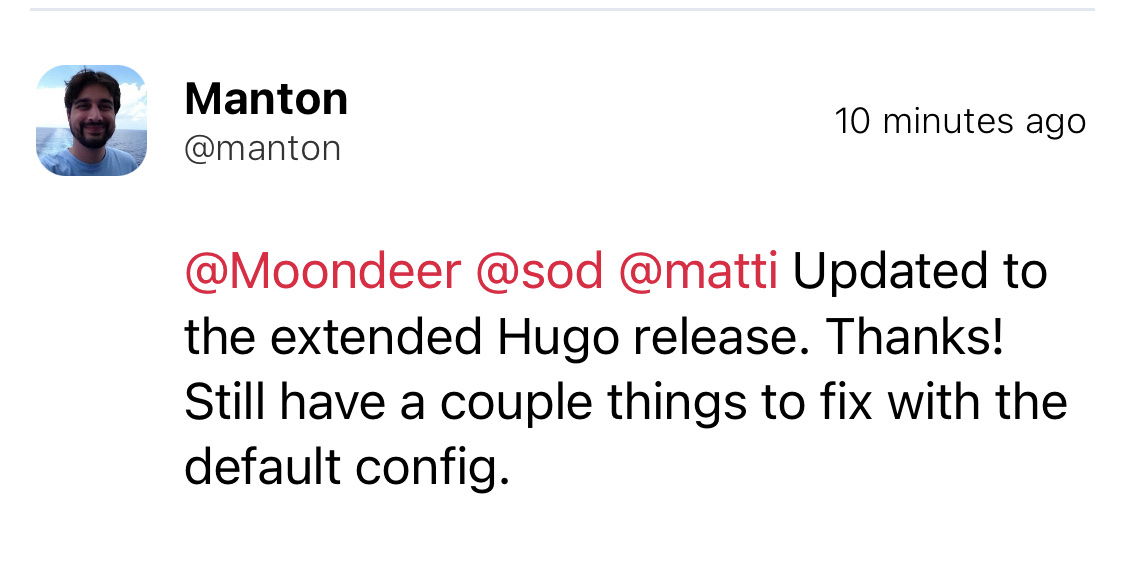 Manton
@manton
10 minutes ago
@Moondeer @sod @matti Updated to
the extended Hugo release. Thanks!
Still have a couple things to fix with the
default config.